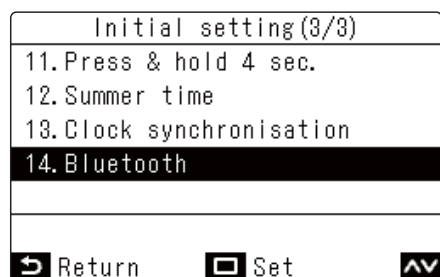 Initial setting(3/3)
11.Press & hold 4 sec.
12.Summer time
13.Clock synchronisation
14.Bluetooth
Return Set